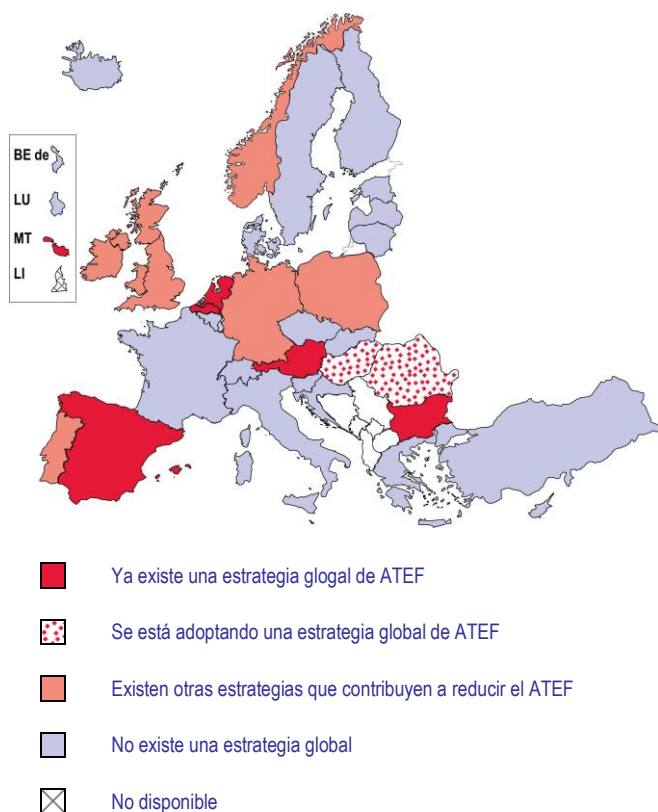 BE de
LU
MT
LI
Ya existe una estrategia glogal de ATEF
Se está adoptando una estrategia global de ATEF
Existen otras estrategias que contribuyen a reducir el ATEF
No existe una estrategia global
No disponible